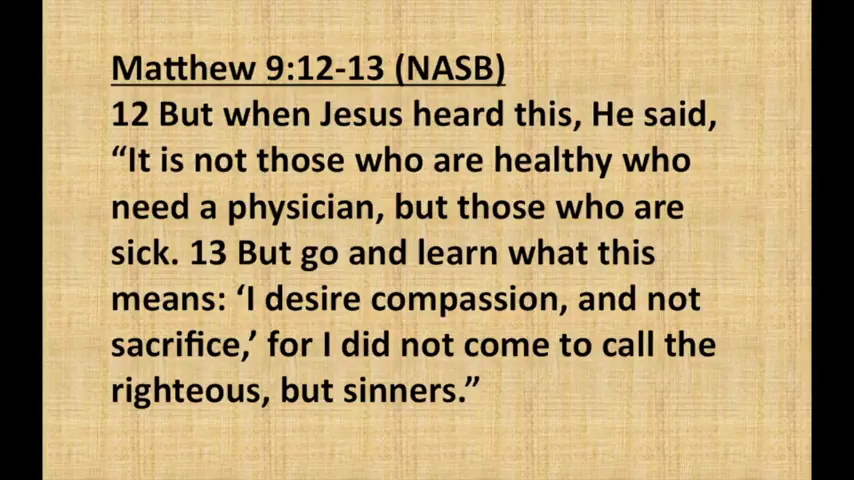 Matthew 9:12-13 (NASB)
12 But when Jesus heard this, He said,
“It is not those who are healthy who
need a physician, but those who are
sick. 13 But go and learn what this
means: ‘I desire compassion, and not
sacrifice,’ for I did not come to call the
righteous, but sinners.”